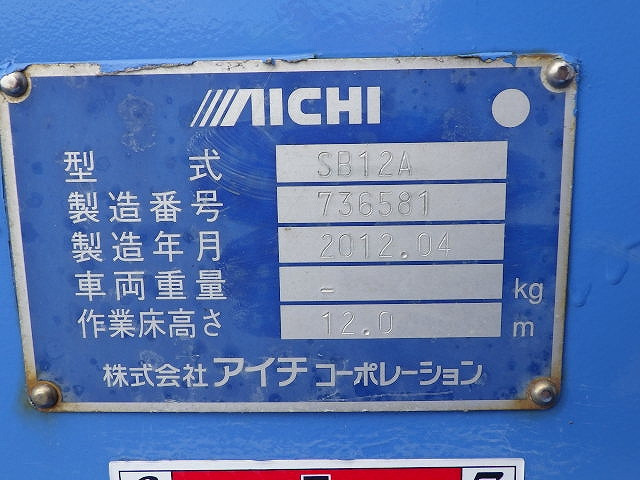 AICHI
型式 SB12A
製造番号 736581
製造年月 2012.04
車両重量 - kg
作業床高さ 12.0 m
株式会社 アイチ コーポレーション